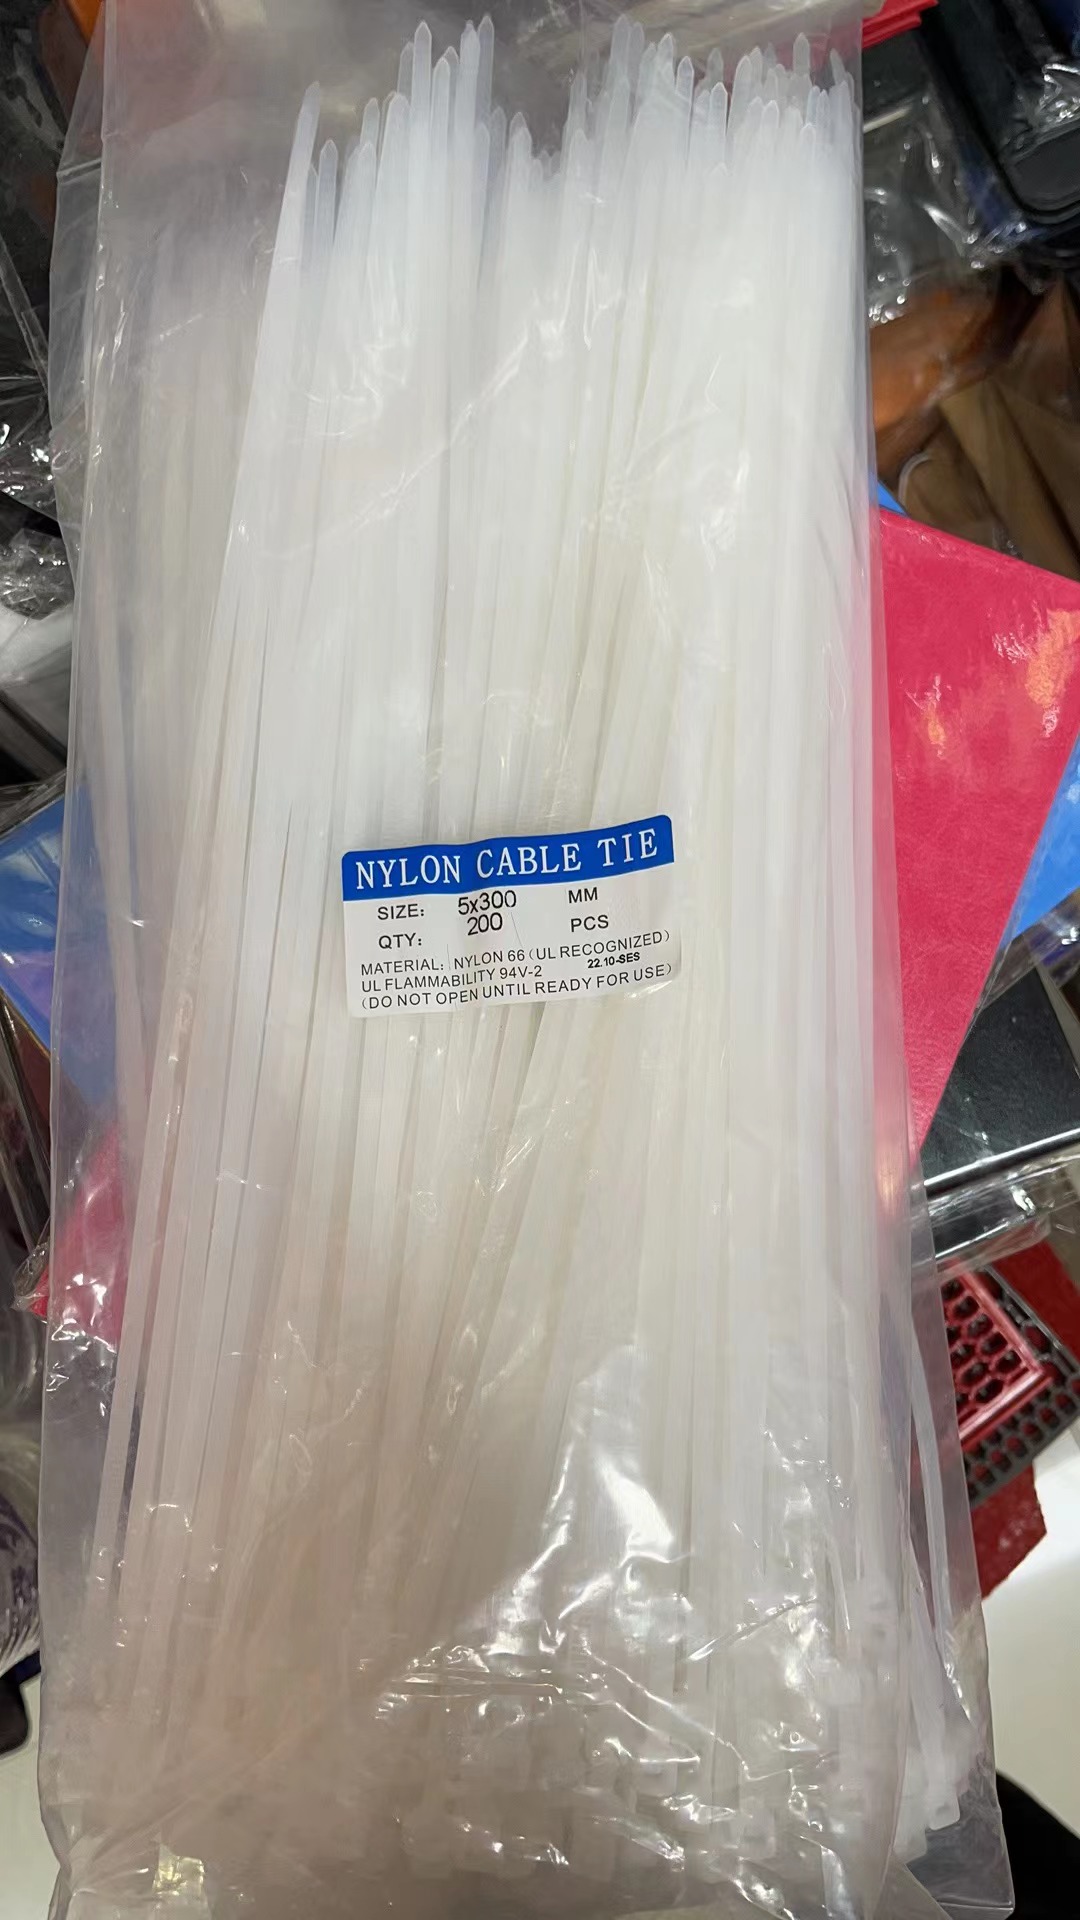 NYLON CABLE TIE
SIZE: 5x300 MM
QTY: 200 PCS
MATERIAL: NYLON 66 (UL RECOGNIZED)
UL FLAMMABILITY 94V-2 22.10-SES
(DO NOT OPEN UNTIL READY FOR USE)